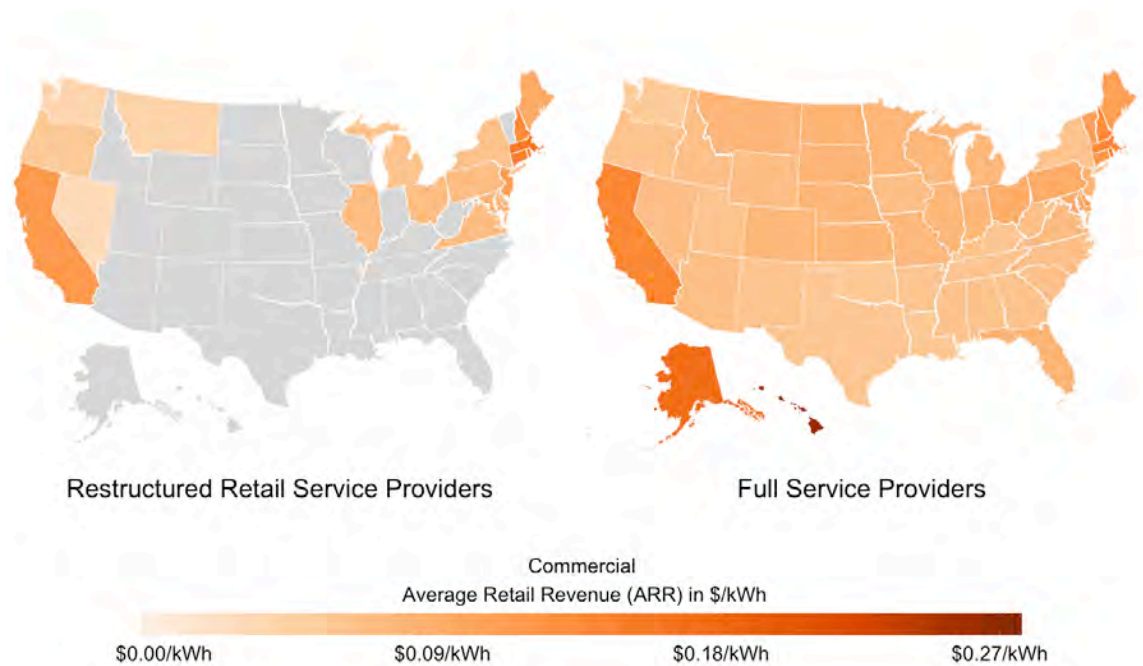 Restructured Retail Service Providers
Full Service Providers
Commercial
Average Retail Revenue (ARR) in $/kWh
$0.00/kWh
$0.09/kWh
$0.18/kWh
$0.27/kWh